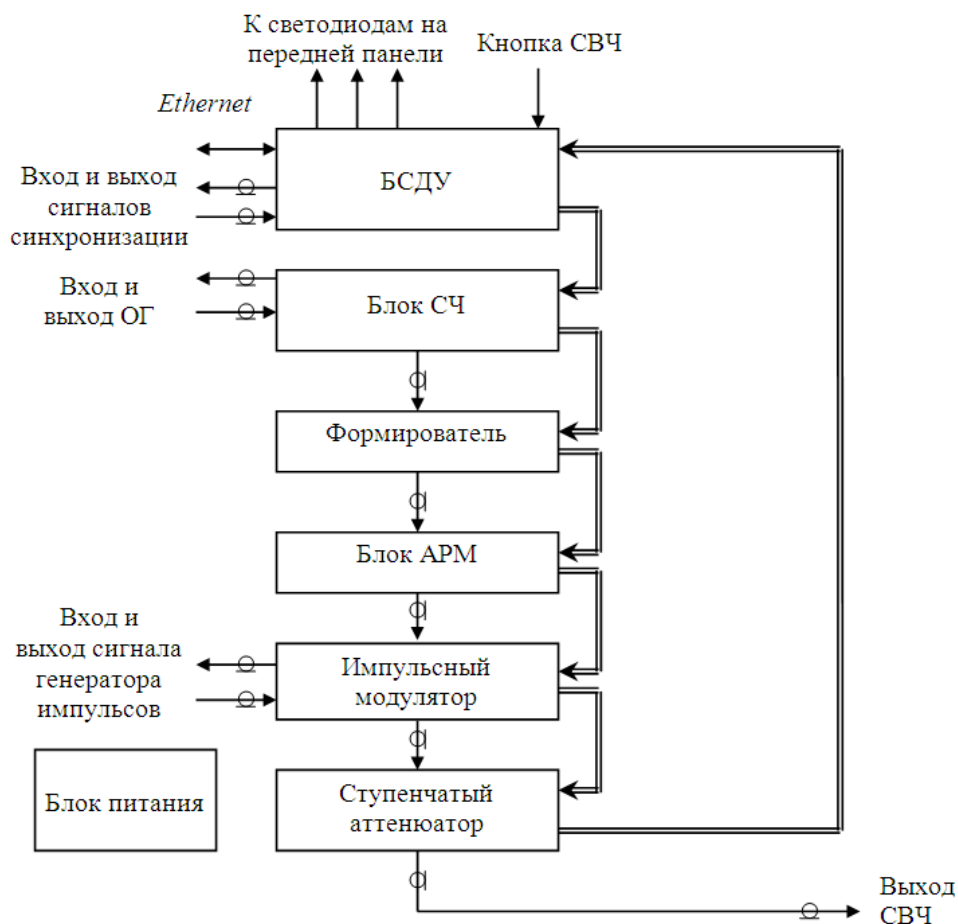 К светодиодам на
передней панели
Кнопка СВЧ
Ethernet
БСДУ
Вход и выход
сигналов
синхронизации
Вход и
выход ОГ
Блок СЧ
Формирователь
Блок АРМ
Вход и
выход сигнала
генератора
импульсов
Импульсный
модулятор
Блок питания
Ступенчатый
аттенюатор
Выход
СВЧ